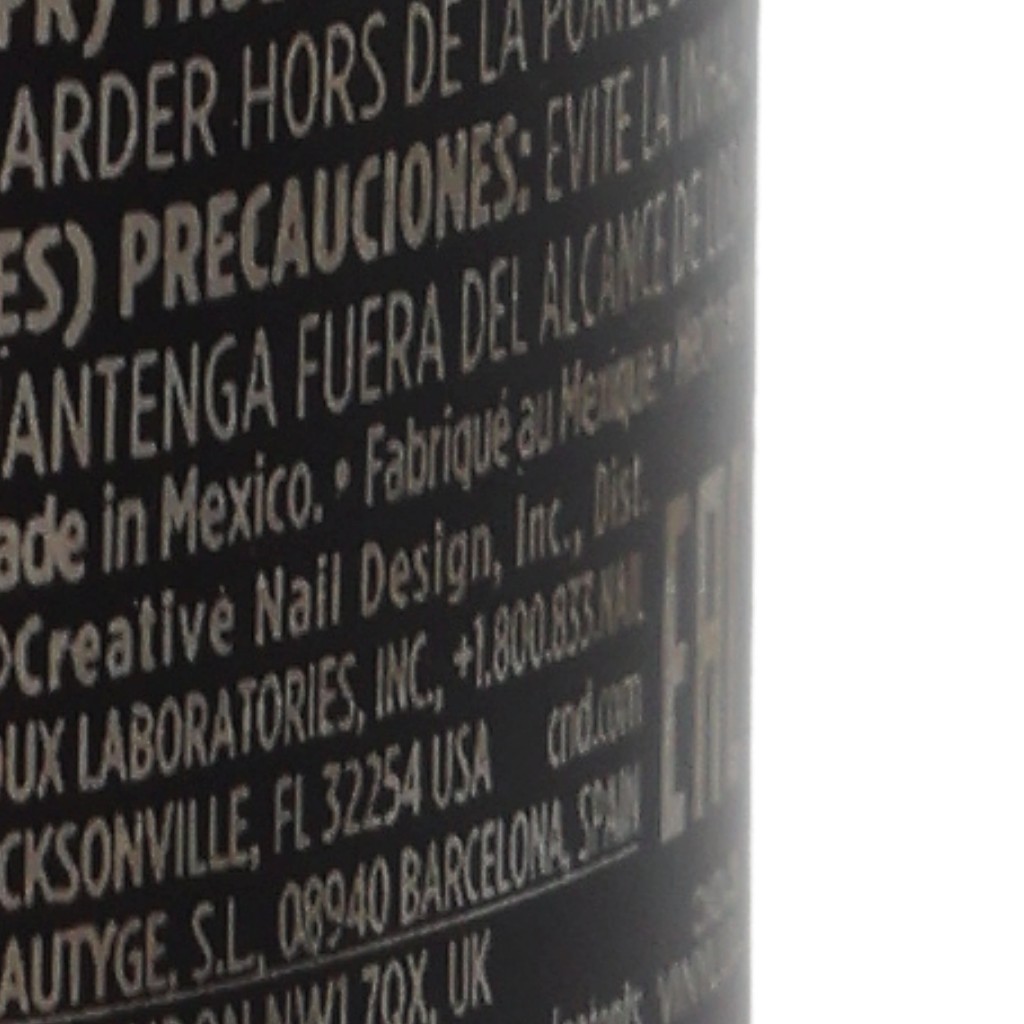 ARDER HORS DE LA
ES) PRECAUCIONES: EVITE LA
ANTENGA FUERA DEL ALCANCE DE
ade in Mexico. • Fabriqué au Mexique •
©Creative Nail Design, Inc., Dist.
OUX LABORATORIES, INC., +1.800.833.NAIL
CKSONVILLE, FL 32254 USA cnd.com
AUTYGE, S.L., 08940 BARCELONA, SPAIN
NW1 7QX, UK